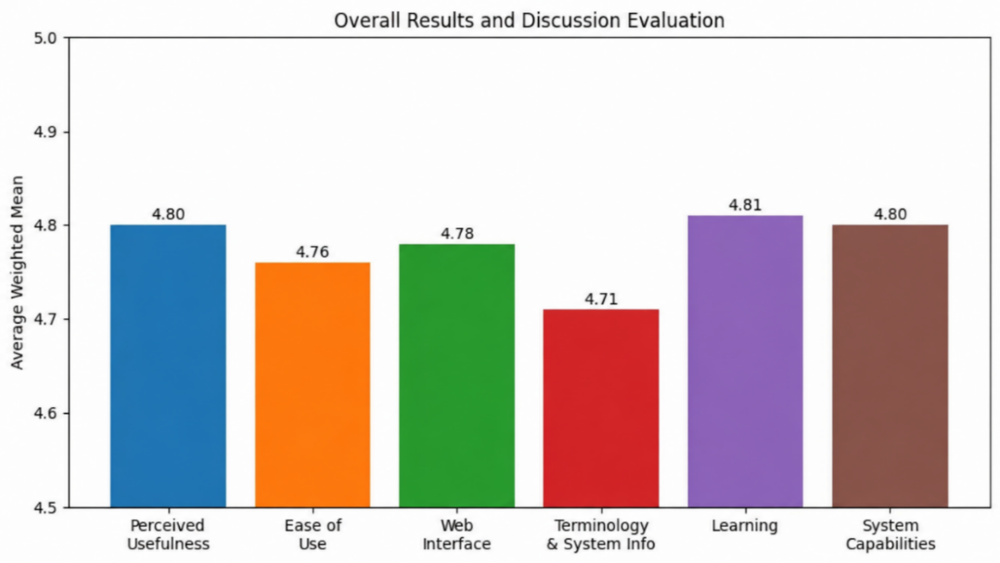 Overall Results and Discussion Evaluation
Average Weighted Mean
5.0
4.9
4.8
4.7
4.6
4.5
4.80
4.76
4.78
4.71
4.81
4.80
Perceived
Usefulness
Ease of
Use
Web
Interface
Terminology
& System Info
Learning
System
Capabilities